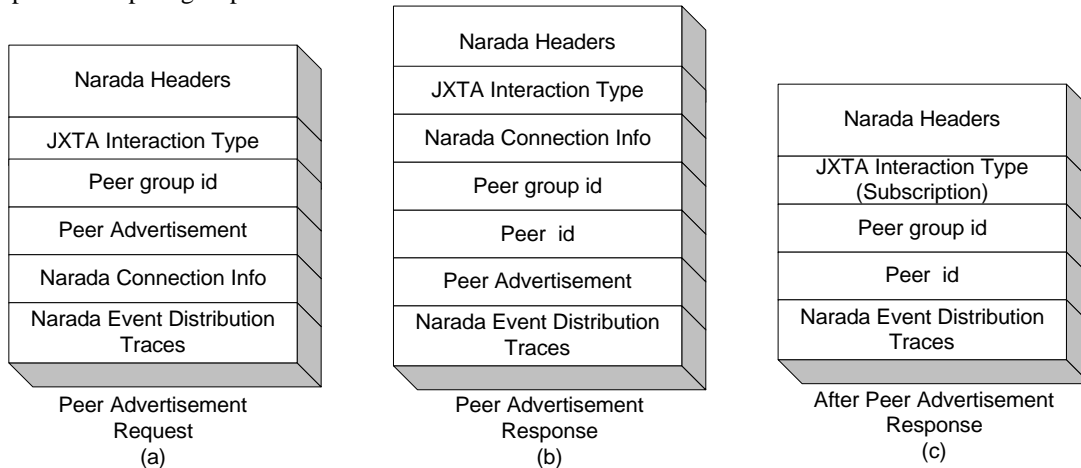 Narada Headers
JXTA Interaction Type
Peer group id
Peer Advertisement
Narada Connection Info
Narada Event Distribution
Traces
Peer Advertisement
Request
(a)
Narada Headers
JXTA Interaction Type
Narada Connection Info
Peer group id
Peer  id
Peer Advertisement
Narada Event Distribution
Traces
Peer Advertisement
Response
(b)
Narada Headers
JXTA Interaction Type
(Subscription)
Peer group id
Peer  id
Narada Event Distribution
Traces
After Peer Advertisement
Response
(c)